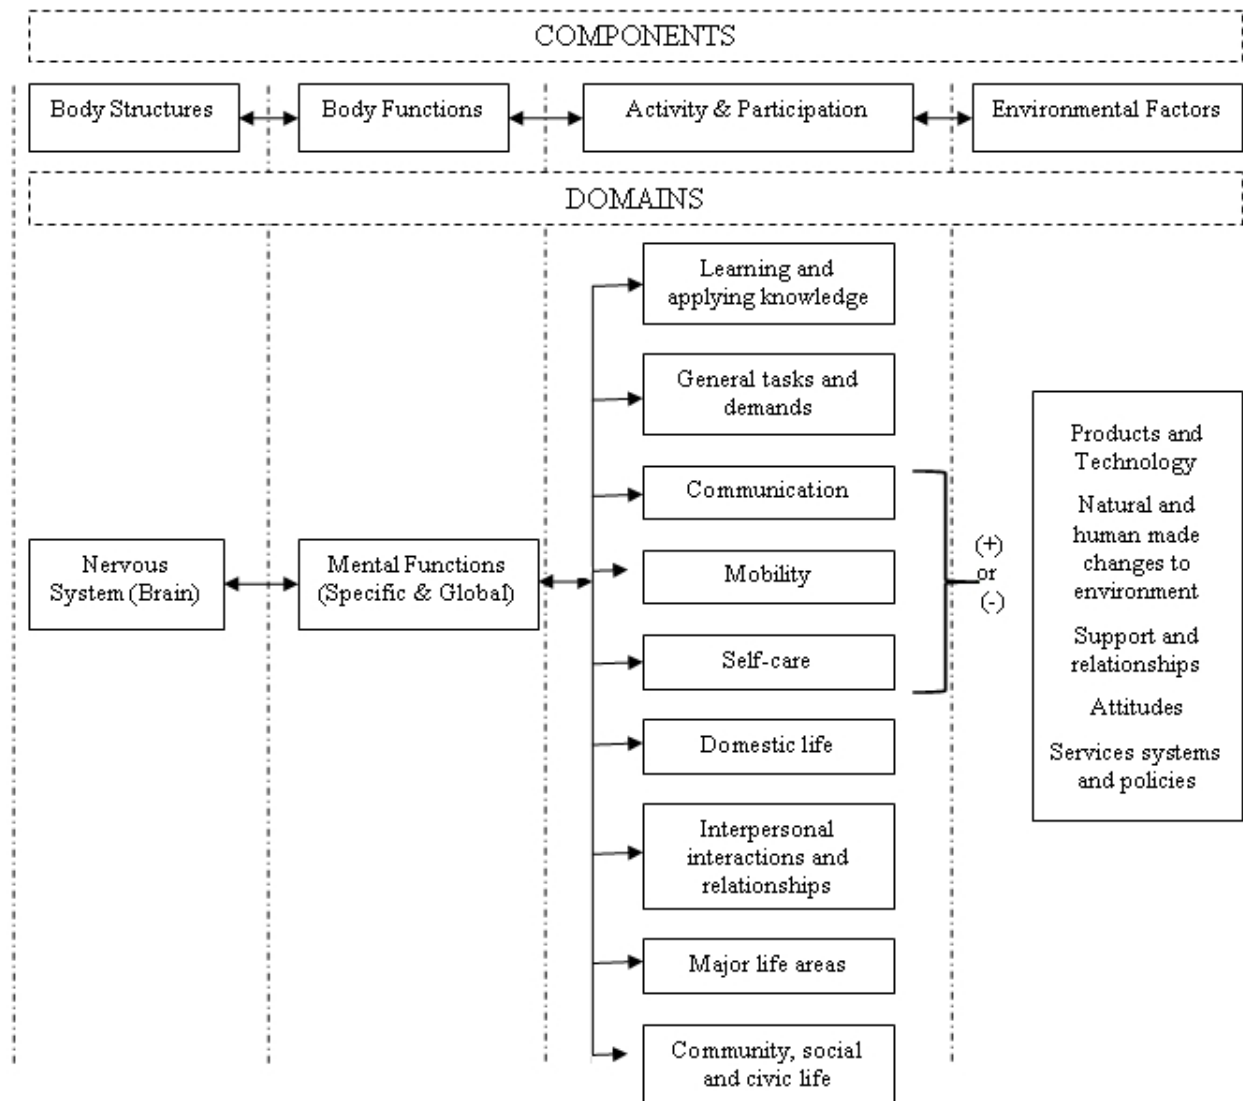 COMPONENTS
Body Structures
Body Functions
Activity & Participation
Environmental Factors
DOMAINS
Nervous
System (Brain)
Mental Functions
(Specific & Global)
Learning and
applying knowledge
General tasks and
demands
Communication
Mobility
Self-care
Domestic life
Interpersonal
interactions and
relationships
Major life areas
Community, social
and civic life
(+)
or
(-)
Products and
Technology
Natural and
human made
changes to
environment
Support and
relationships
Attitudes
Services systems
and policies